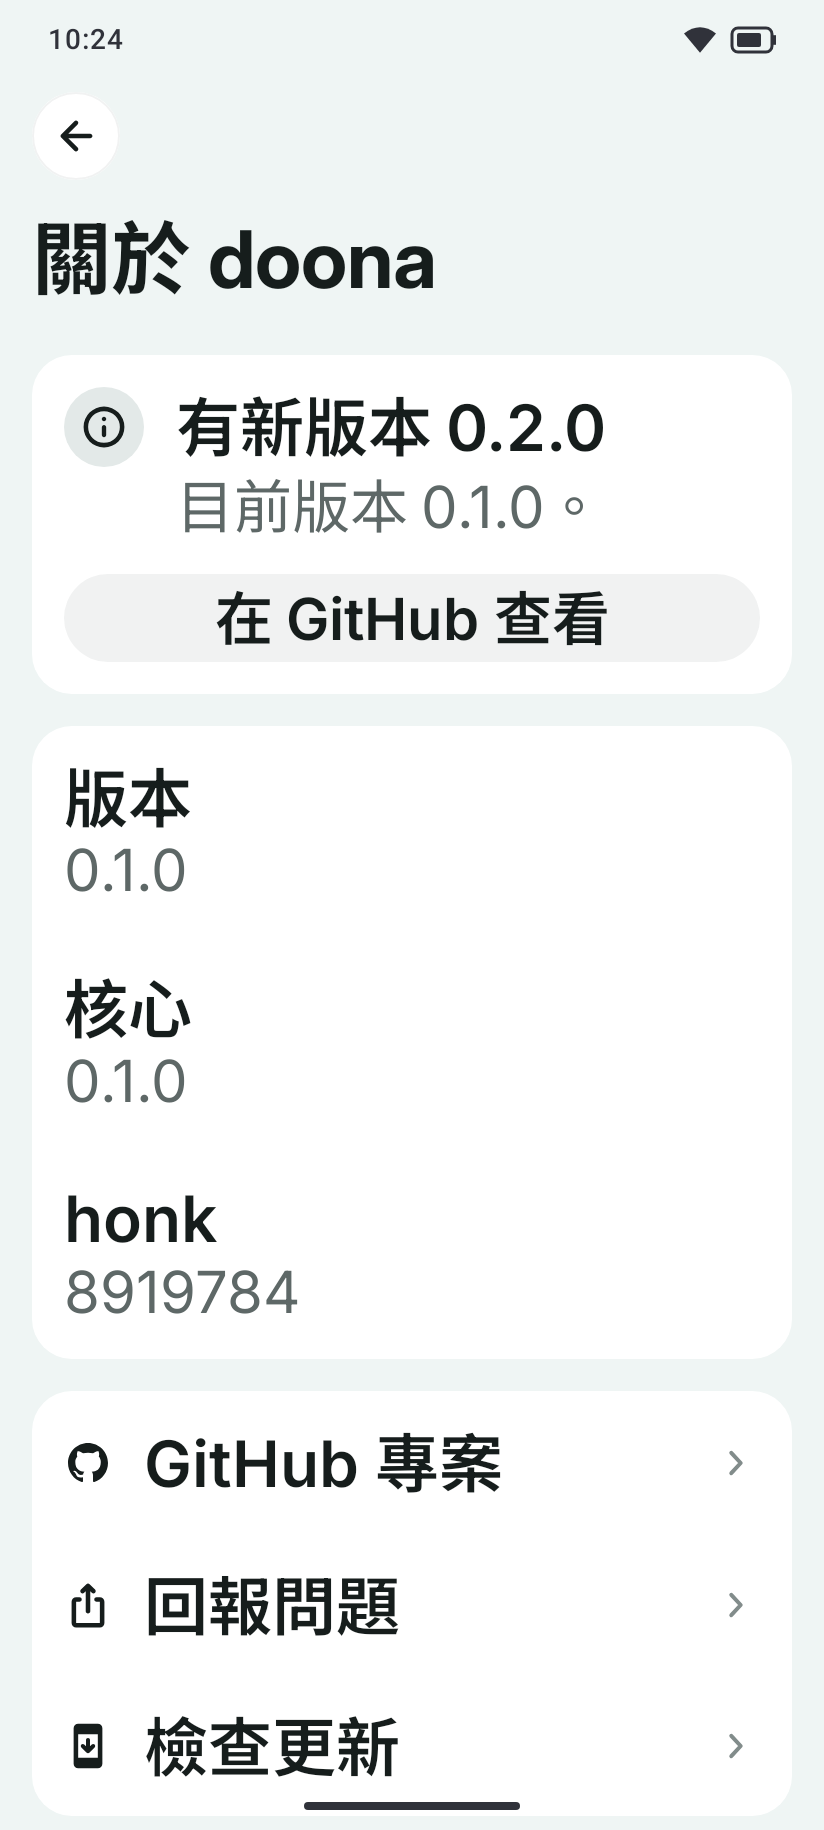 10:24
關於 doona
有新版本 0.2.0
目前版本 0.1.0。
在 GitHub 查看
版本
0.1.0
核心
0.1.0
honk
8919784
GitHub 專案
回報問題
檢查更新